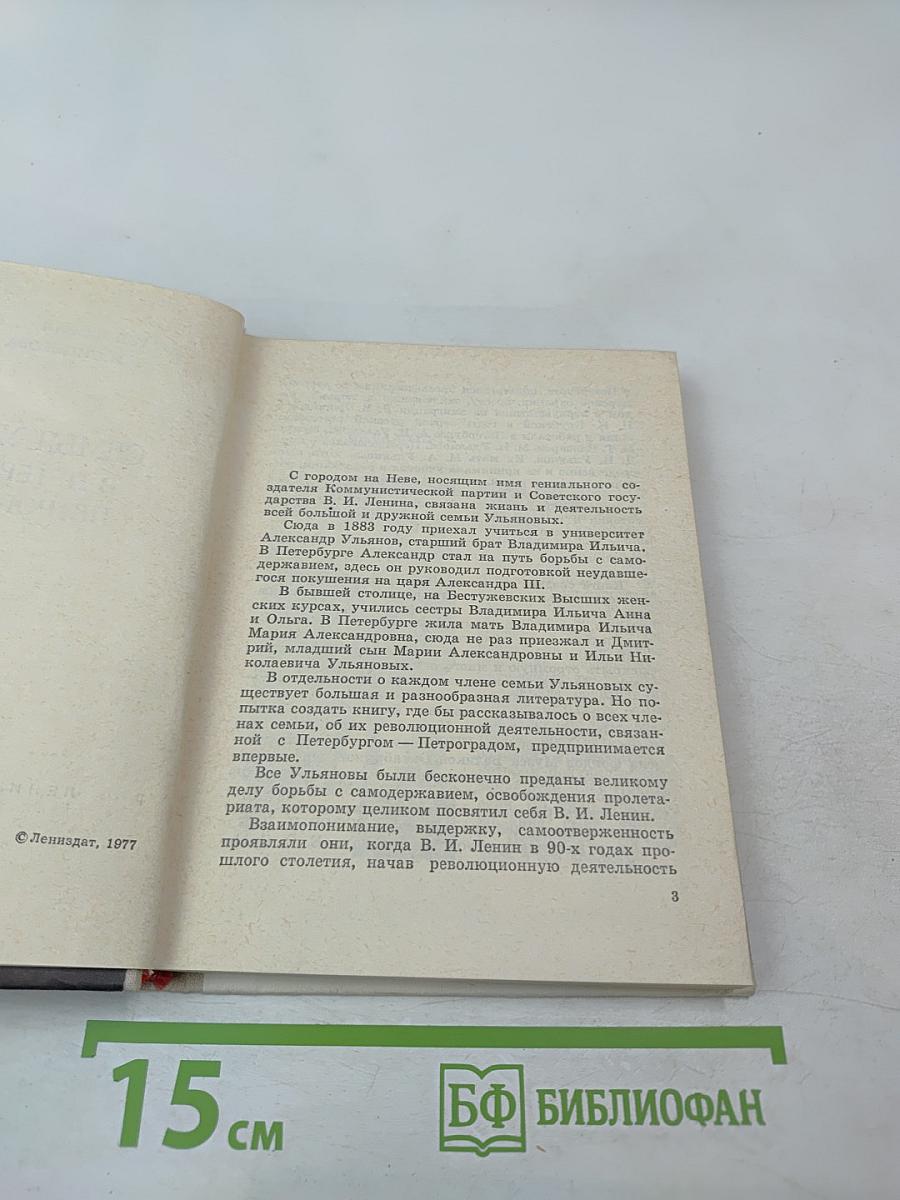 С городом на Неве, носящим имя гениального со-
здателя Коммунистической партии и Советского госу-
дарства В. И. Ленина, связана жизнь и деятельность
всей большой и дружной семьи Ульяновых.
Сюда в 1883 году приехал учиться в университет
Александр Ульянов, старший брат Владимира Ильича.
В Петербурге Александр стал на путь борьбы с само-
державием, здесь он руководил подготовкой неудавше-
гося покушения на царя Александра III.
В бывшей столице, на Бестужевских Высших жен-
ских курсах, учились сестры Владимира Ильича Анна
и Ольга. В Петербурге жила мать Владимира Ильича
Мария Александровна, сюда не раз приезжал и Дмит-
рий, младший сын Марии Александровны и Ильи Ни-
колаевича Ульяновых.
В отдельности о каждом члене семьи Ульяновых су-
ществует большая и разнообразная литература. Но по-
пытка создать книгу, где бы рассказывалось о всех чле-
нах семьи, об их революционной деятельности, связан-
ной с Петербургом — Петроградом, предпринимается
впервые.
Все Ульяновы были бесконечно преданы великому
делу борьбы с самодержавием, освобождения пролета-
риата, которому целиком посвятил себя В. И. Ленин.
Взаимопонимание, выдержку, самоотверженность
проявляли они, когда В. И. Ленин в 90-х годах про-
шлого столетия, начав революционную деятельность
3
© Лениздат, 1977
15 см
БФ БИБЛИОФАН